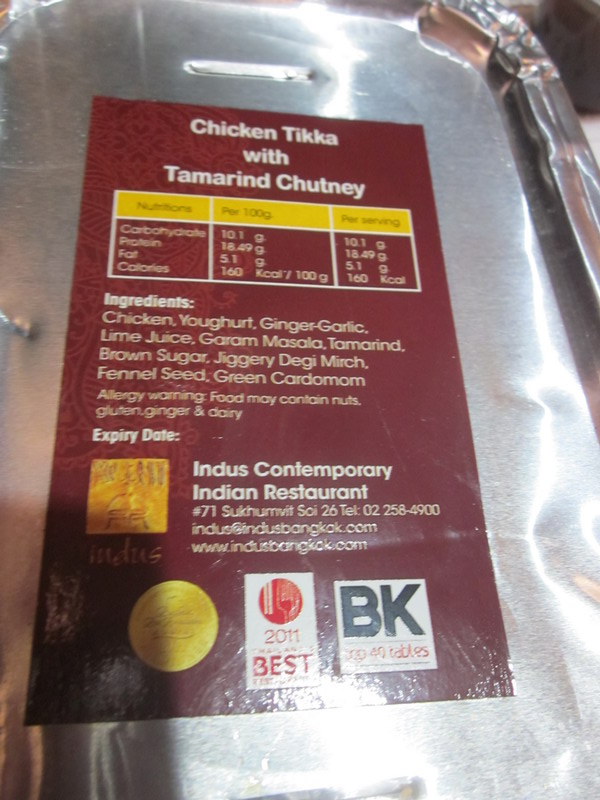 Chicken Tikka
with
Tamarind Chutney
Nutritions Per 100g. Per serving
Carbohydrate 10.1 g. 10.1 g.
Protein 18.49 g. 18.49 g.
Fat 5.1 g. 5.1 g.
Calories 160 Kcal / 100 g 160 Kcal
Ingredients:
Chicken, Youghurt, Ginger-Garlic,
Lime Juice, Garam Masala, Tamarind,
Brown Sugar, Jiggery Degi Mirch,
Fennel Seed, Green Cardomom
Allergy warning: Food may contain nuts,
gluten,ginger & dairy
Expiry Date:
indus
Indus Contemporary
Indian Restaurant
#71 Sukhumvit Soi 26 Tel: 02 258-4900
indus@indusbangkok.com
www.indusbangkok.com
2011
THAILAND'S
BEST
BK
top 40 tables